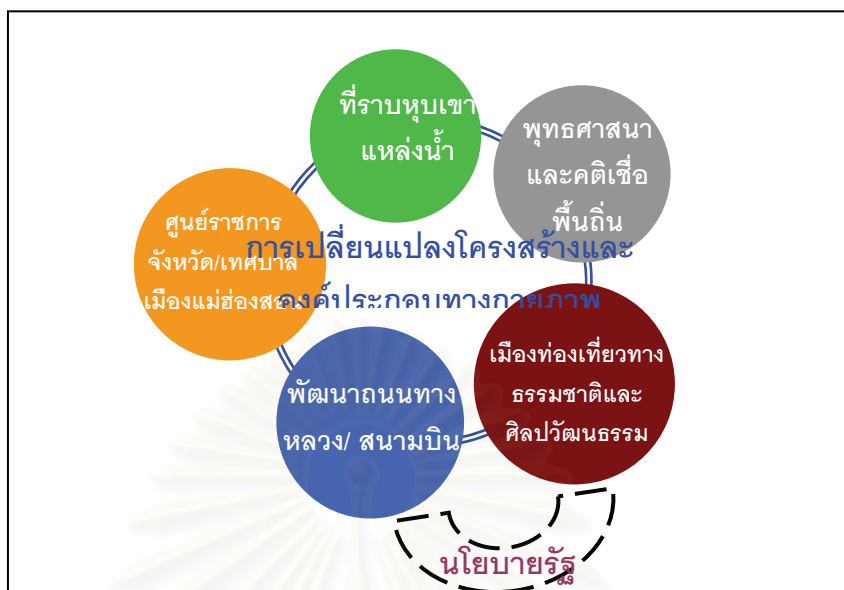 ที่ราบหุบเขา
แหล่งน้ำ
พุทธศาสนา
และคติเชื่อ
พื้นถิ่น
ศูนย์ราชการ
จังหวัด/เทศบาล
เมืองแม่ฮ่องสอน
การเปลี่ยนแปลงโครงสร้างและ
องค์ประกอบทางกายภาพ
เมืองท่องเที่ยวทาง
ธรรมชาติและ
ศิลปวัฒนธรรม
พัฒนาถนนทาง
หลวง/ สนามบิน
นโยบายรัฐ